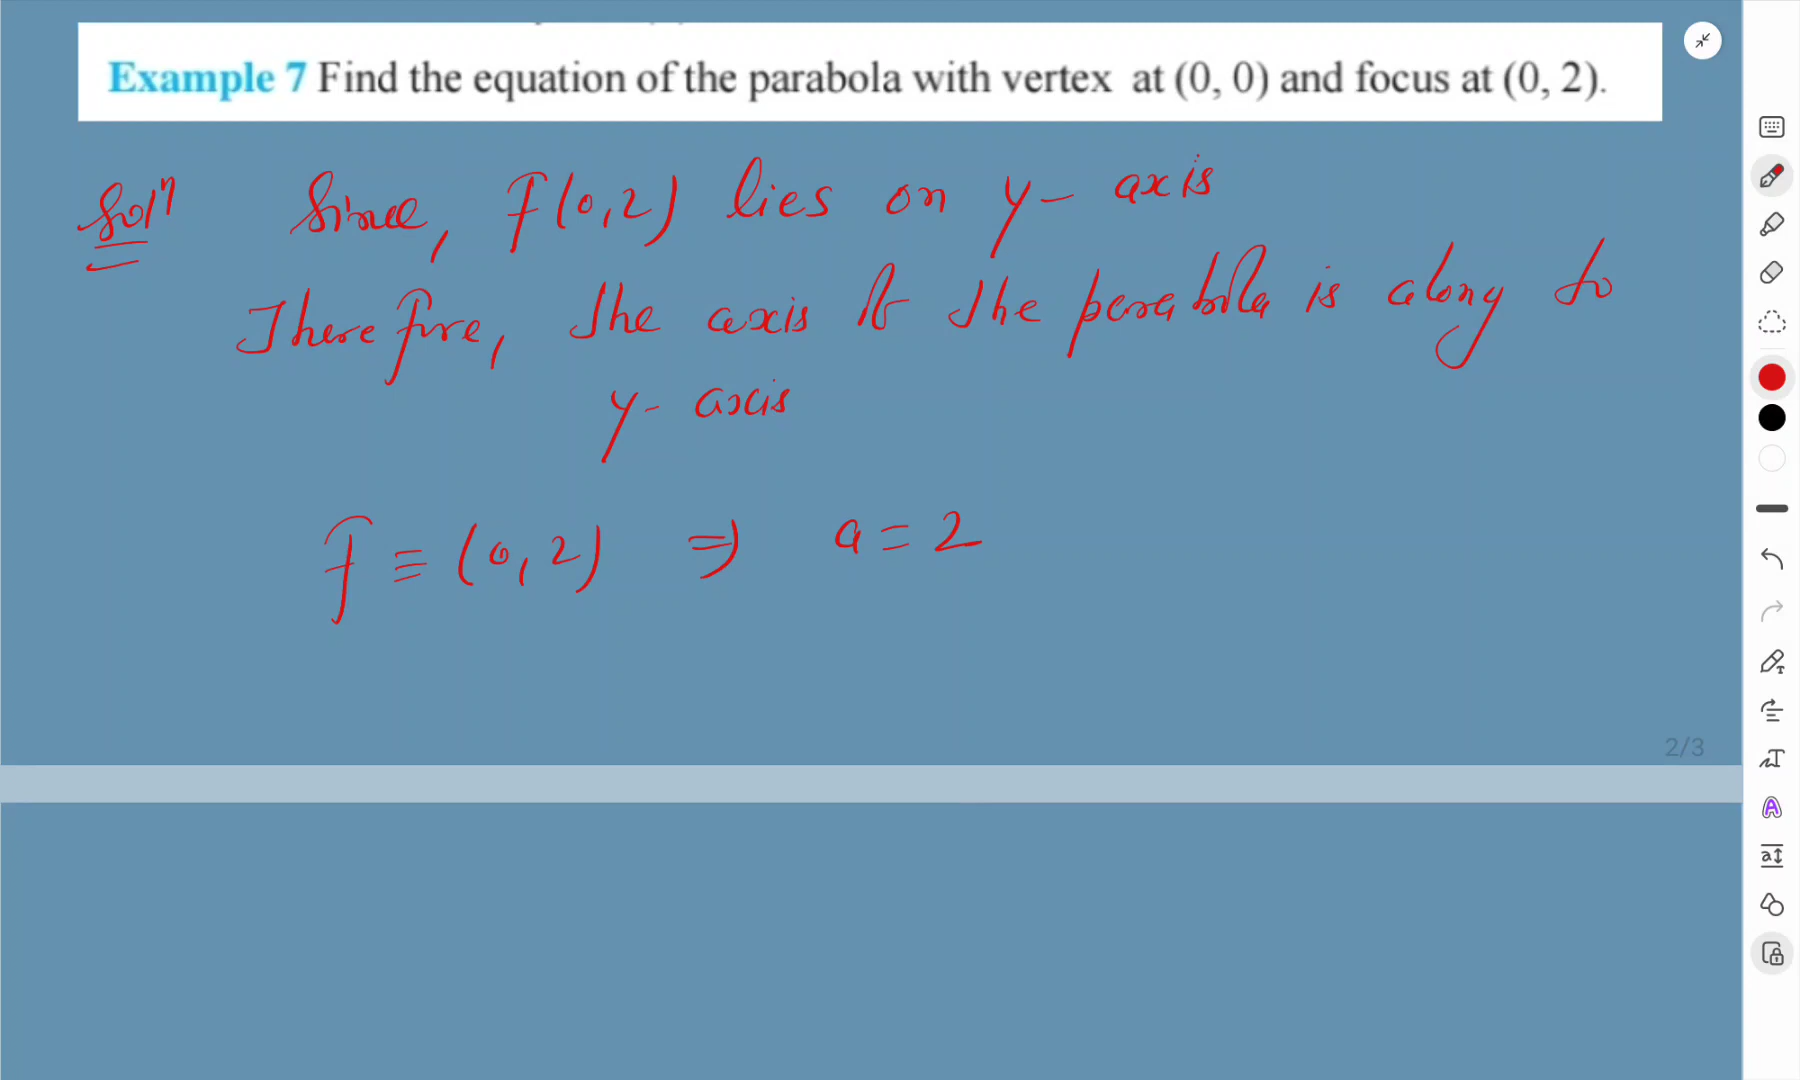 Example 7 Find the equation of the parabola with vertex at (0, 0) and focus at (0, 2).
Solⁿ Since, F(0,2) lies on y-axis
Therefore, the axis of the parabola is along to
y-axis
F ≡ (0,2) ⇒ a = 2
2/3